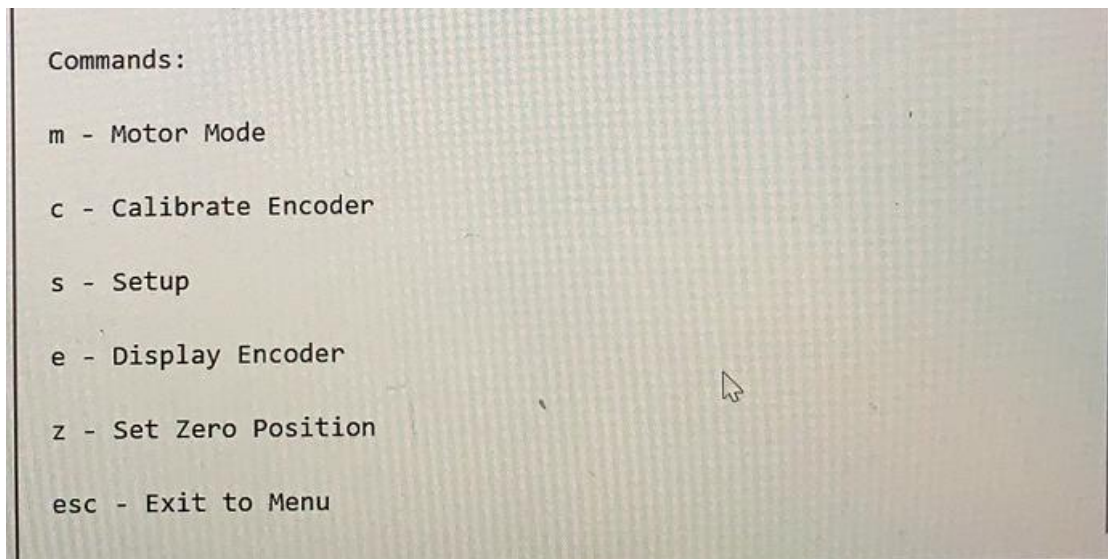 Commands:
m - Motor Mode
c - Calibrate Encoder
s - Setup
e - Display Encoder
z - Set Zero Position
esc - Exit to Menu